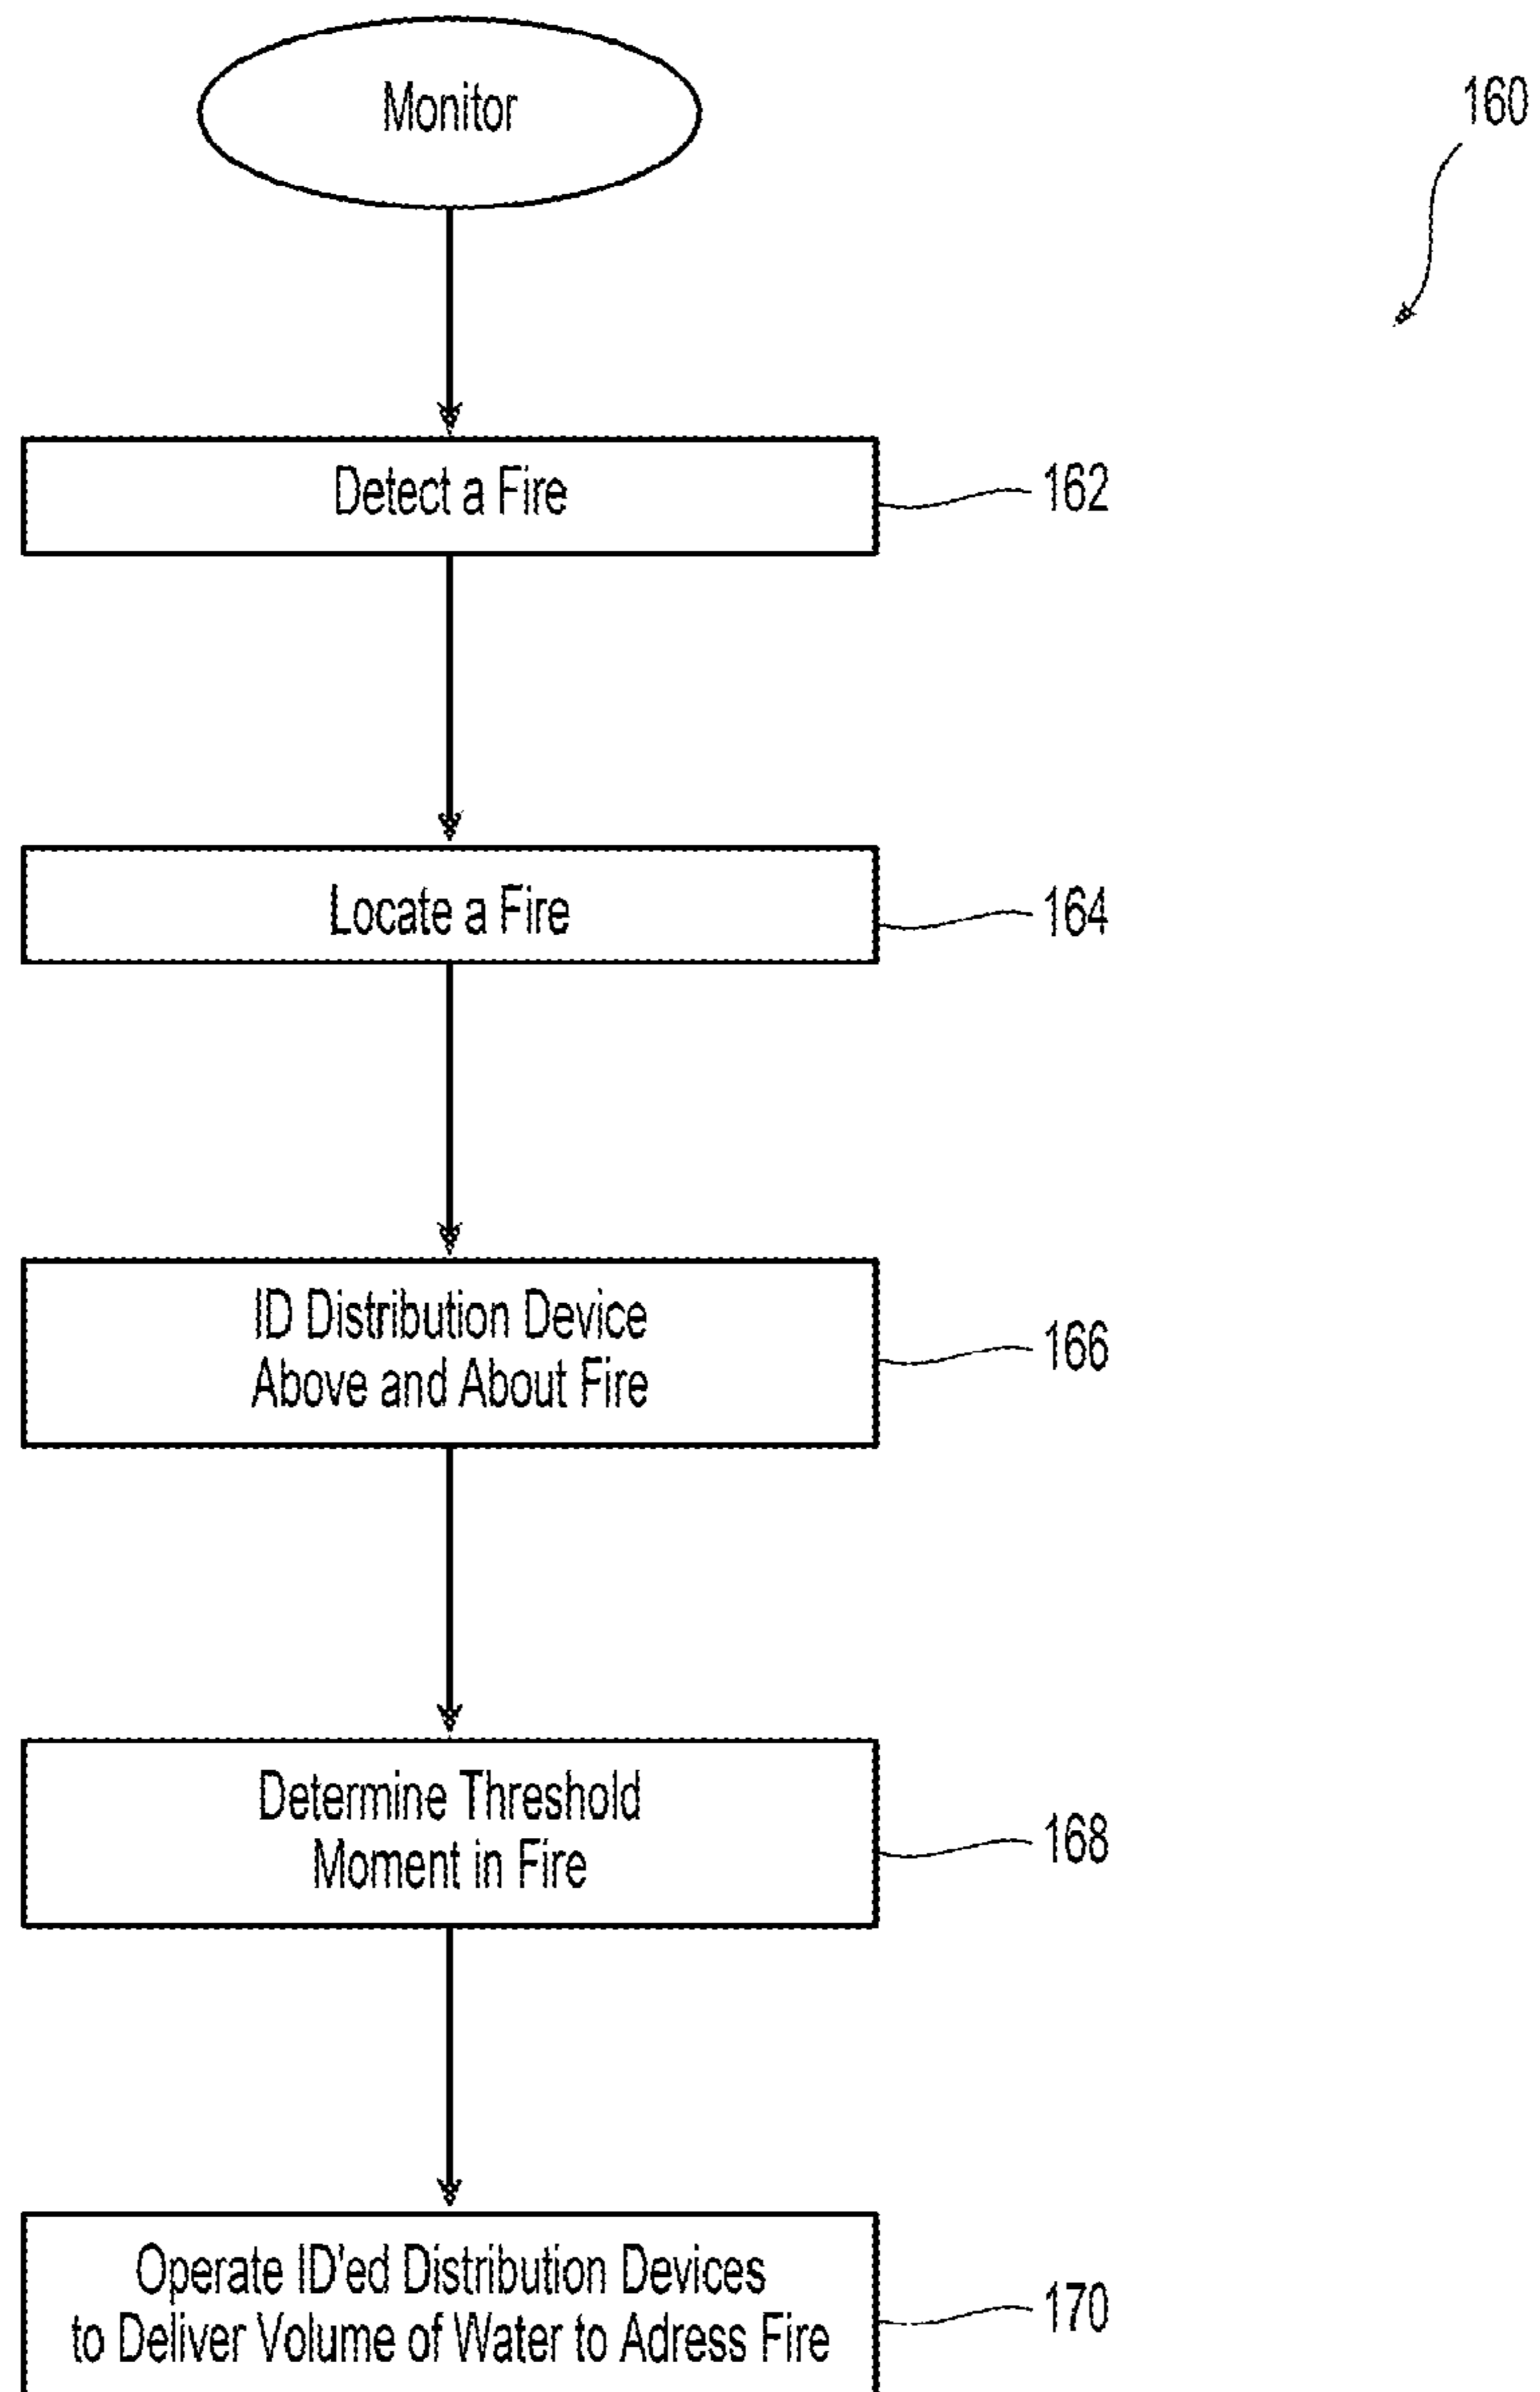 Monitor
160
Detect a Fire
162
Locate a Fire
164
ID Distribution Device
Above and About Fire
166
Determine Threshold
Moment in Fire
168
Operate ID'ed Distribution Devices
to Deliver Volume of Water to Adress Fire
170